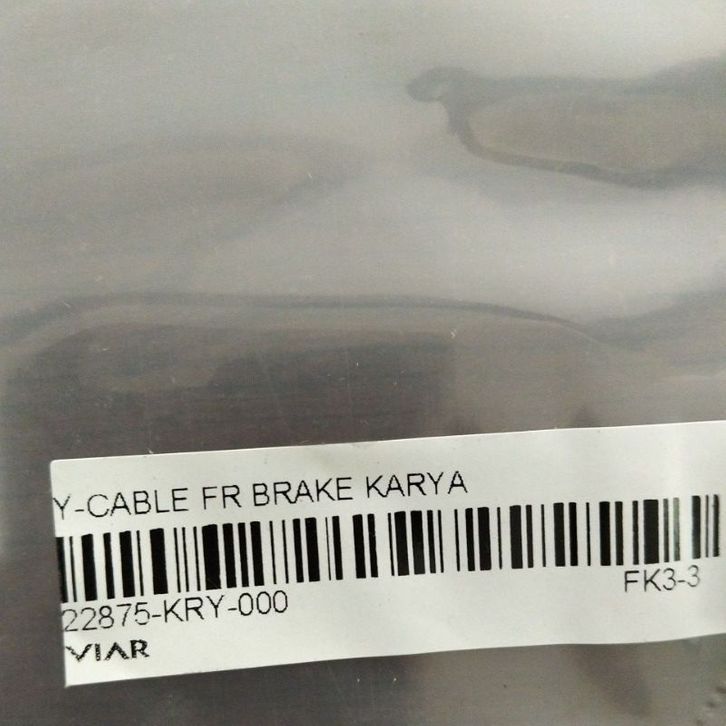 Y-CABLE FR BRAKE KARYA
22875-KRY-000 FK3-3
VIAR